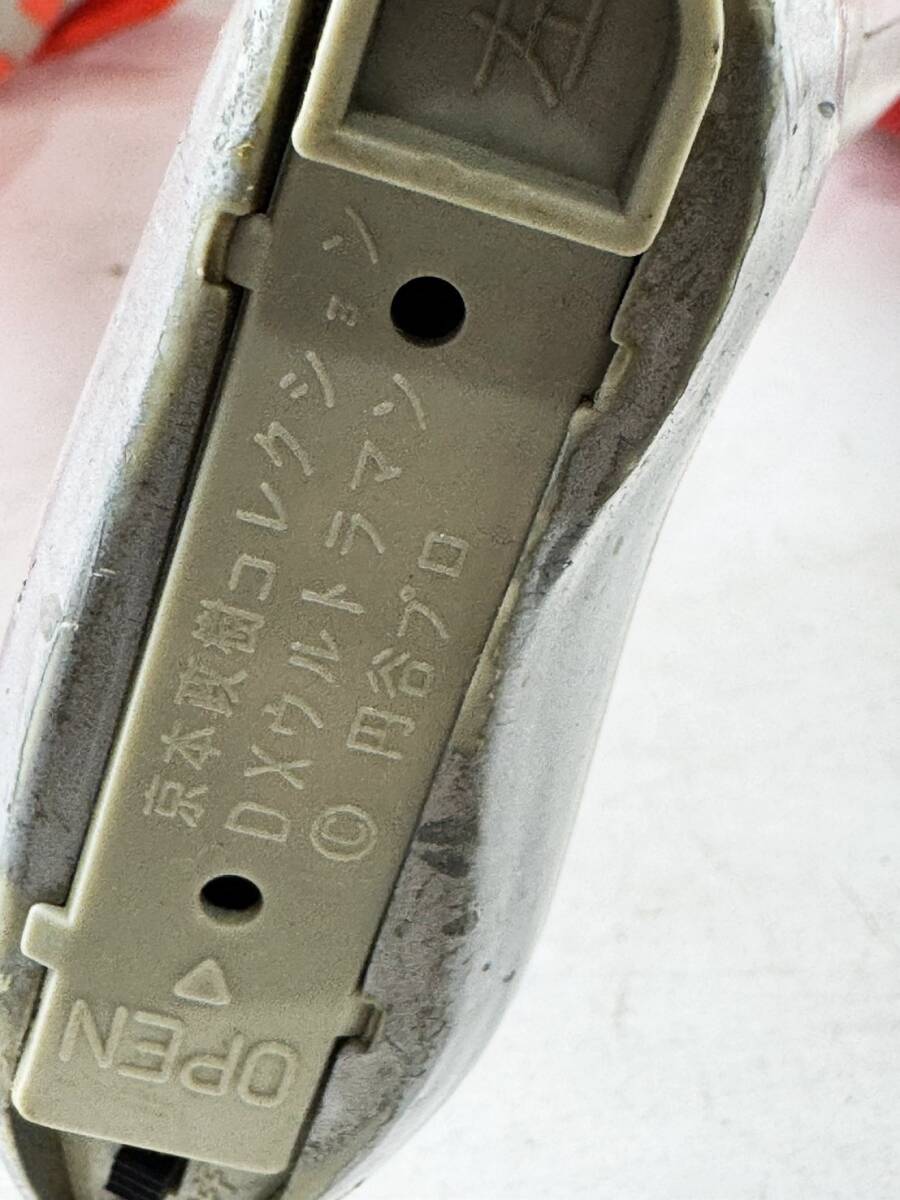 左
京本政樹コレクション
DXウルトラマン
© 円谷プロ
OPEN